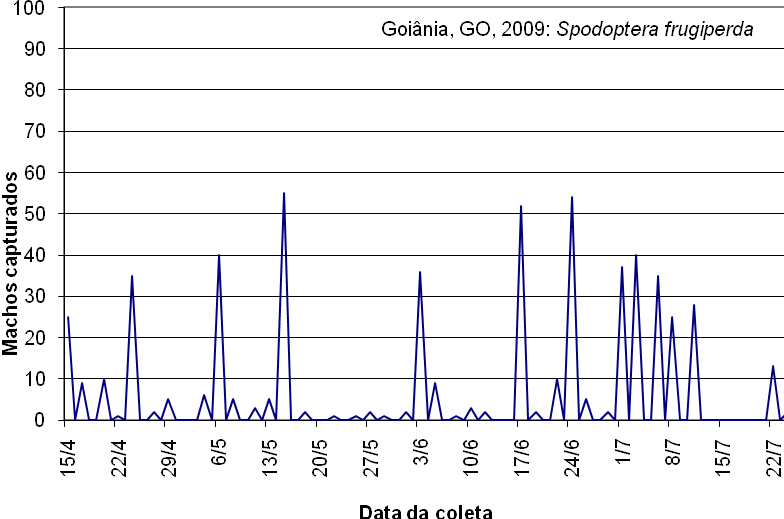 Goiânia, GO, 2009: Spodoptera frugiperda
Machos capturados
100
90
80
70
60
50
40
30
20
10
0
15/4 22/4 29/4 6/5 13/5 20/5 27/5 3/6 10/6 17/6 24/6 1/7 8/7 15/7 22/7
Data da coleta